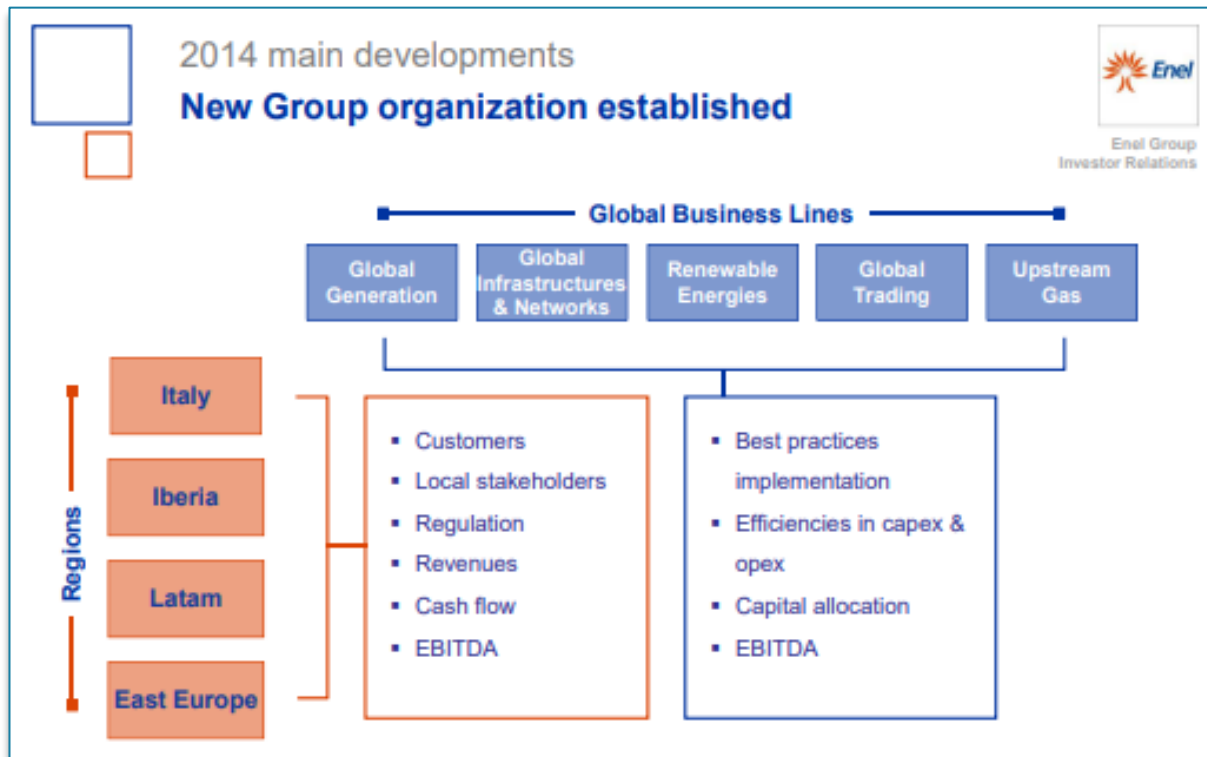 2014 main developments
New Group organization established
Enel
Enel Group
Investor Relations
Global Business Lines
Global
Generation
Global
Infrastructures
& Networks
Renewable
Energies
Global
Trading
Upstream
Gas
Regions
Italy
Iberia
Latam
East Europe
▪ Customers
▪ Local stakeholders
▪ Regulation
▪ Revenues
▪ Cash flow
▪ EBITDA
▪ Best practices
implementation
▪ Efficiencies in capex &
opex
▪ Capital allocation
▪ EBITDA